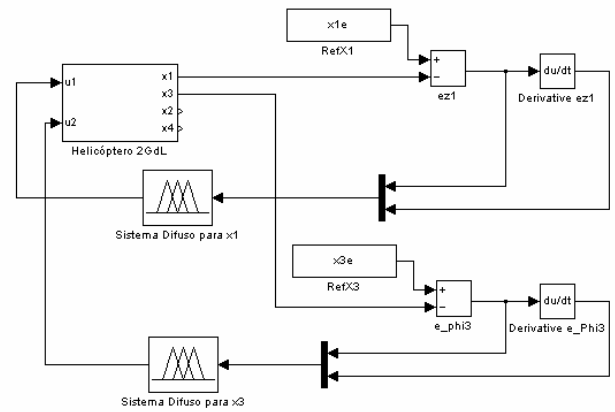 x1e
RefX1
+
−
ez1
du/dt
Derivative ez1
u1
u2
x1
x3
x2
x4
Helicóptero 2GdL
Sistema Difuso para x1
x3e
RefX3
+
−
e_phi3
du/dt
Derivative e_Phi3
Sistema Difuso para x3